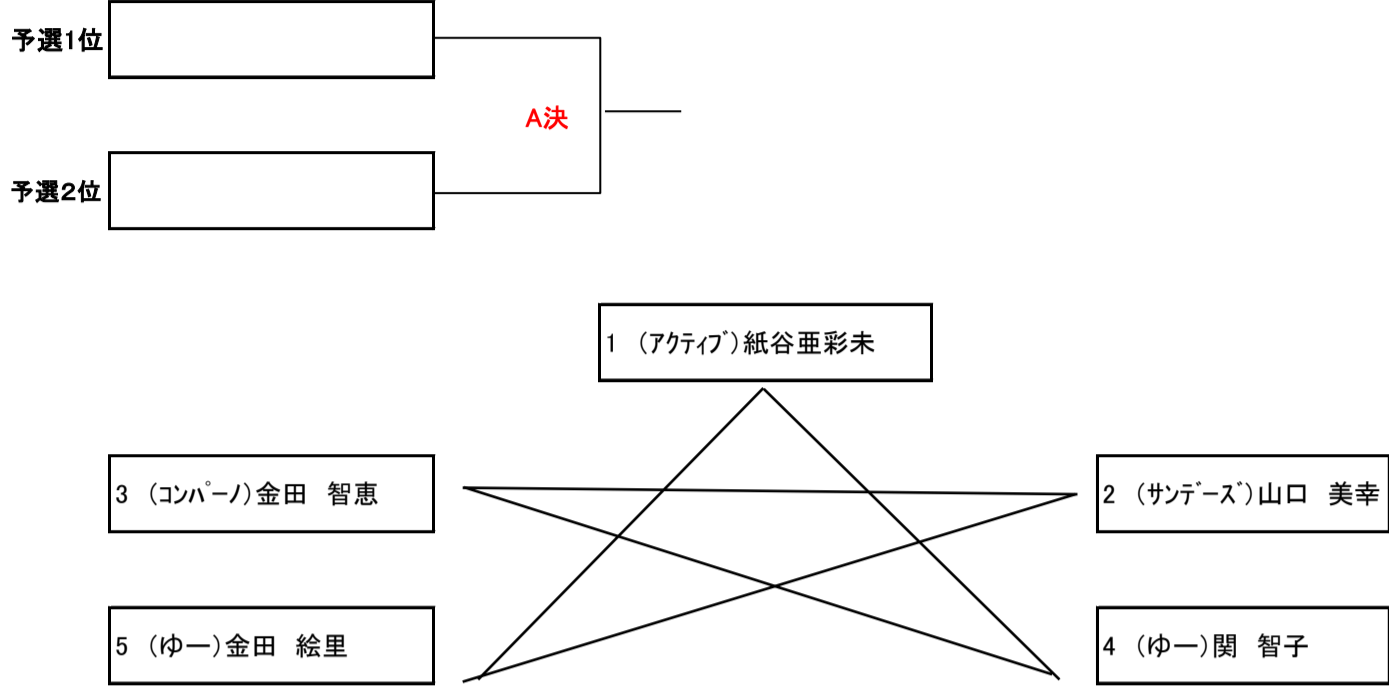 予選1位
A決
予選2位
1 （ｱｸﾃｨﾌﾞ）紙谷亜彩未
3 （ｺﾝﾊﾟｰﾉ）金田　智恵
2 （ｻﾝﾃﾞｰｽﾞ）山口　美幸
5 （ゆー）金田　絵里
4 （ゆー）関　智子